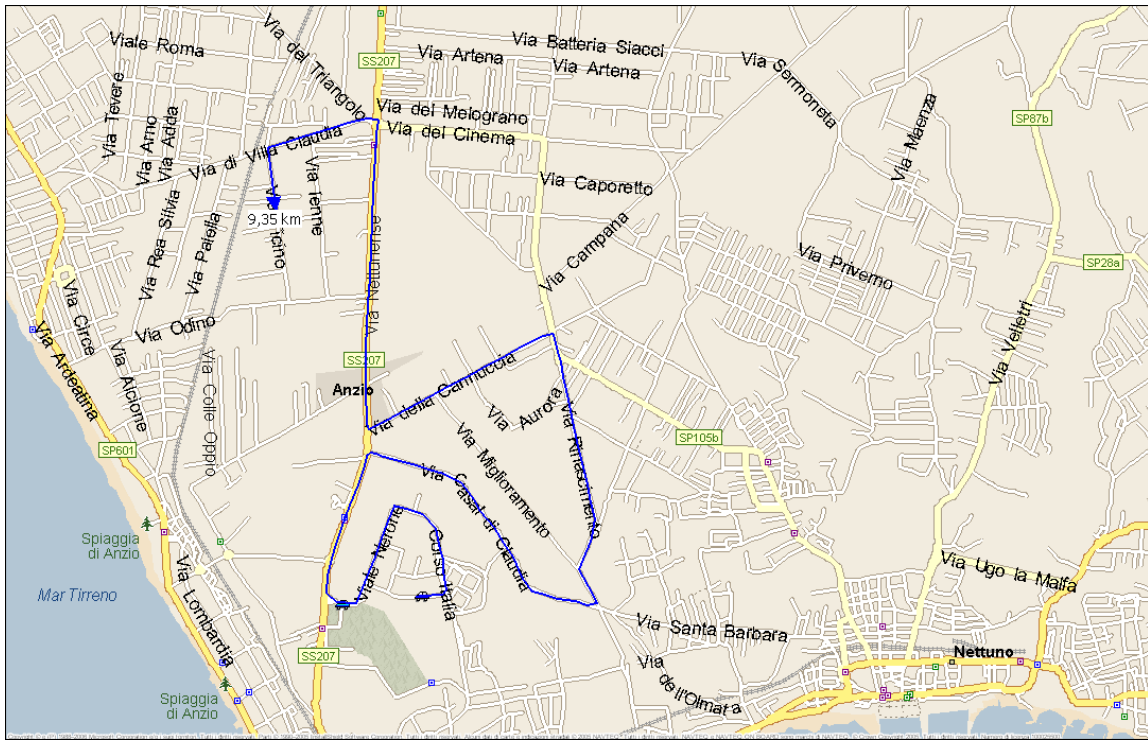 Viale Roma
Via del Triangolo
SS207
Via Artena
Via Batteria Siacci
Via Artena
Via Sermoneta
Via Tevere
Via Arno
Via Adda
Via del Melograno
Via del Cinema
Via Maenza
SP87b
Via di Villa Claudia
Via Ienne
Via Caporetto
9,35 km
Via Rea Silvia
Via Palella
Via Nettunense
Via Campana
Via Priverno
SP28a
Via Circe
Via Odino
Via Velletri
Via Ardeatina
Via Alcione
Via Colle Oppio
SS207
Anzio
Via della Cannuccia
Via Aurora
Via Rinascimento
SP105b
SP601
Via Miglioramento
Via Casal di Claudia
Spiaggia
di Anzio
Viale Nerone
Corso Italia
Via Ugo la Malfa
Mar Tirreno
Via Lombardia
Via Santa Barbara
Nettuno
SS207
Via
dell'Olmata
Spiaggia
di Anzio